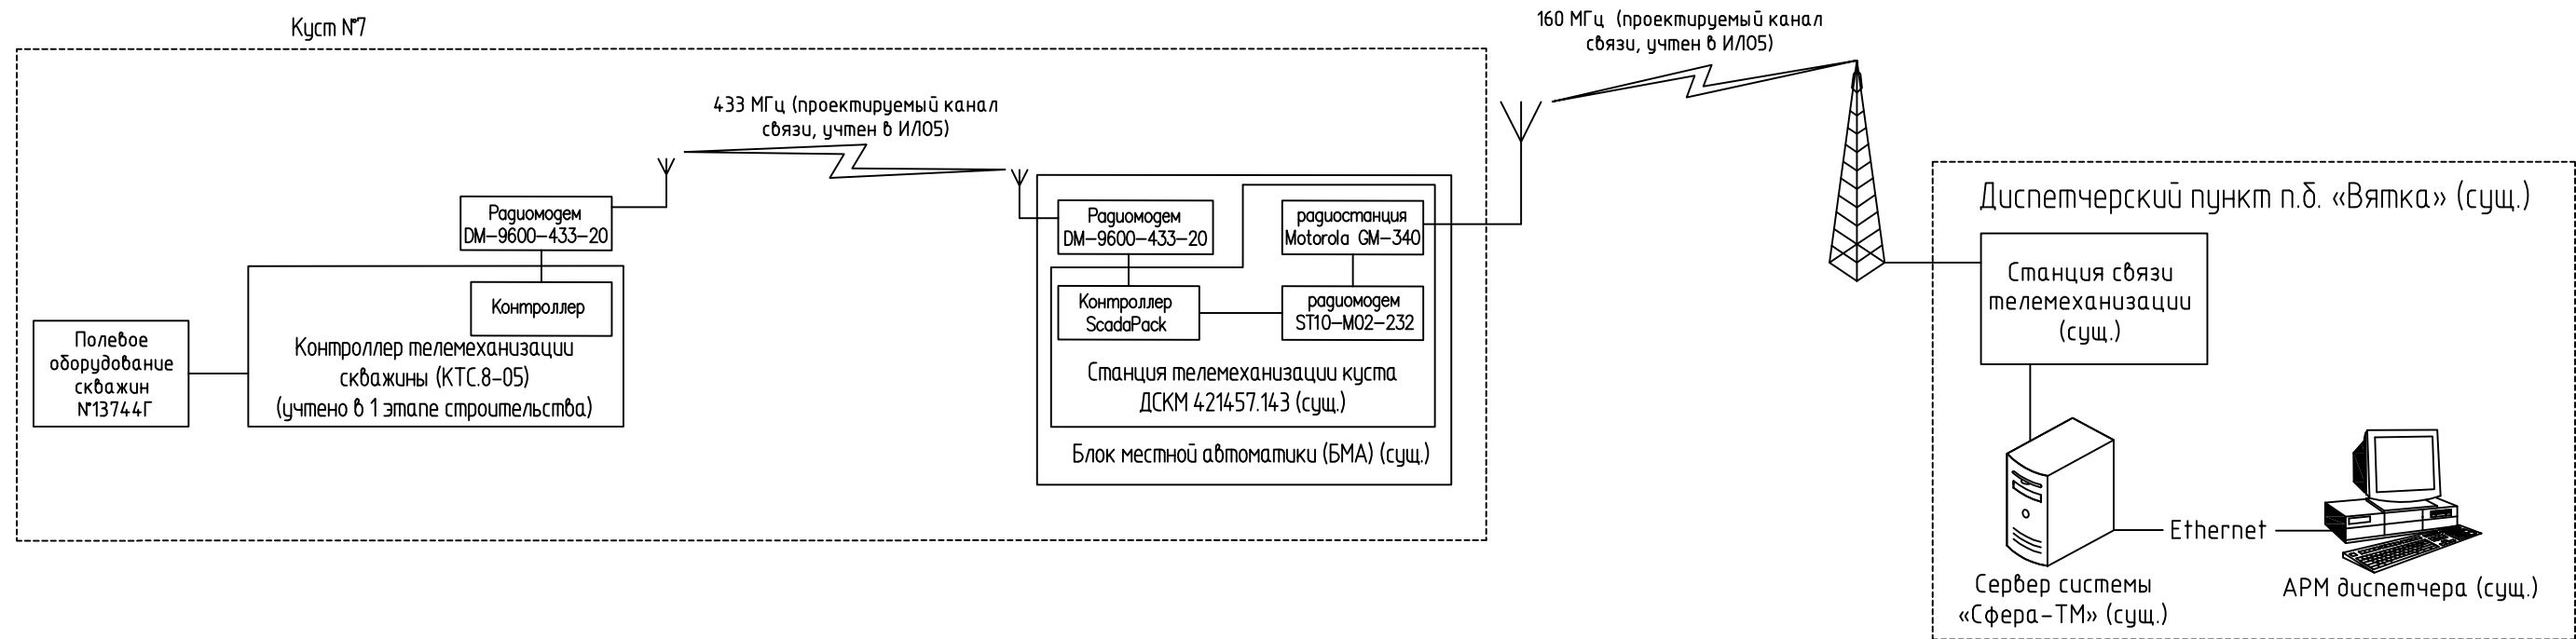 Куст №7
160 МГц (проектируемый канал
связи, учтен в ИЛО5)
433 МГц (проектируемый канал
связи, учтен в ИЛО5)
Радиомодем
DM-9600-433-20
Контроллер
Полевое
оборудование
скважин
№13744Г
Контроллер телемеханизации
скважины (КТС.8-05)
(учтено в 1 этапе строительства)
Радиомодем
DM-9600-433-20
радиостанция
Motorola GM-340
Контроллер
ScadaPack
радиомодем
ST10-M02-232
Станция телемеханизации куста
ДСКМ 421457.143 (сущ.)
Блок местной автоматики (БМА) (сущ.)
Диспетчерский пункт п.б. «Вятка» (сущ.)
Станция связи
телемеханизации
(сущ.)
Ethernet
Сервер системы
«Сфера-ТМ» (сущ.)
АРМ диспетчера (сущ.)